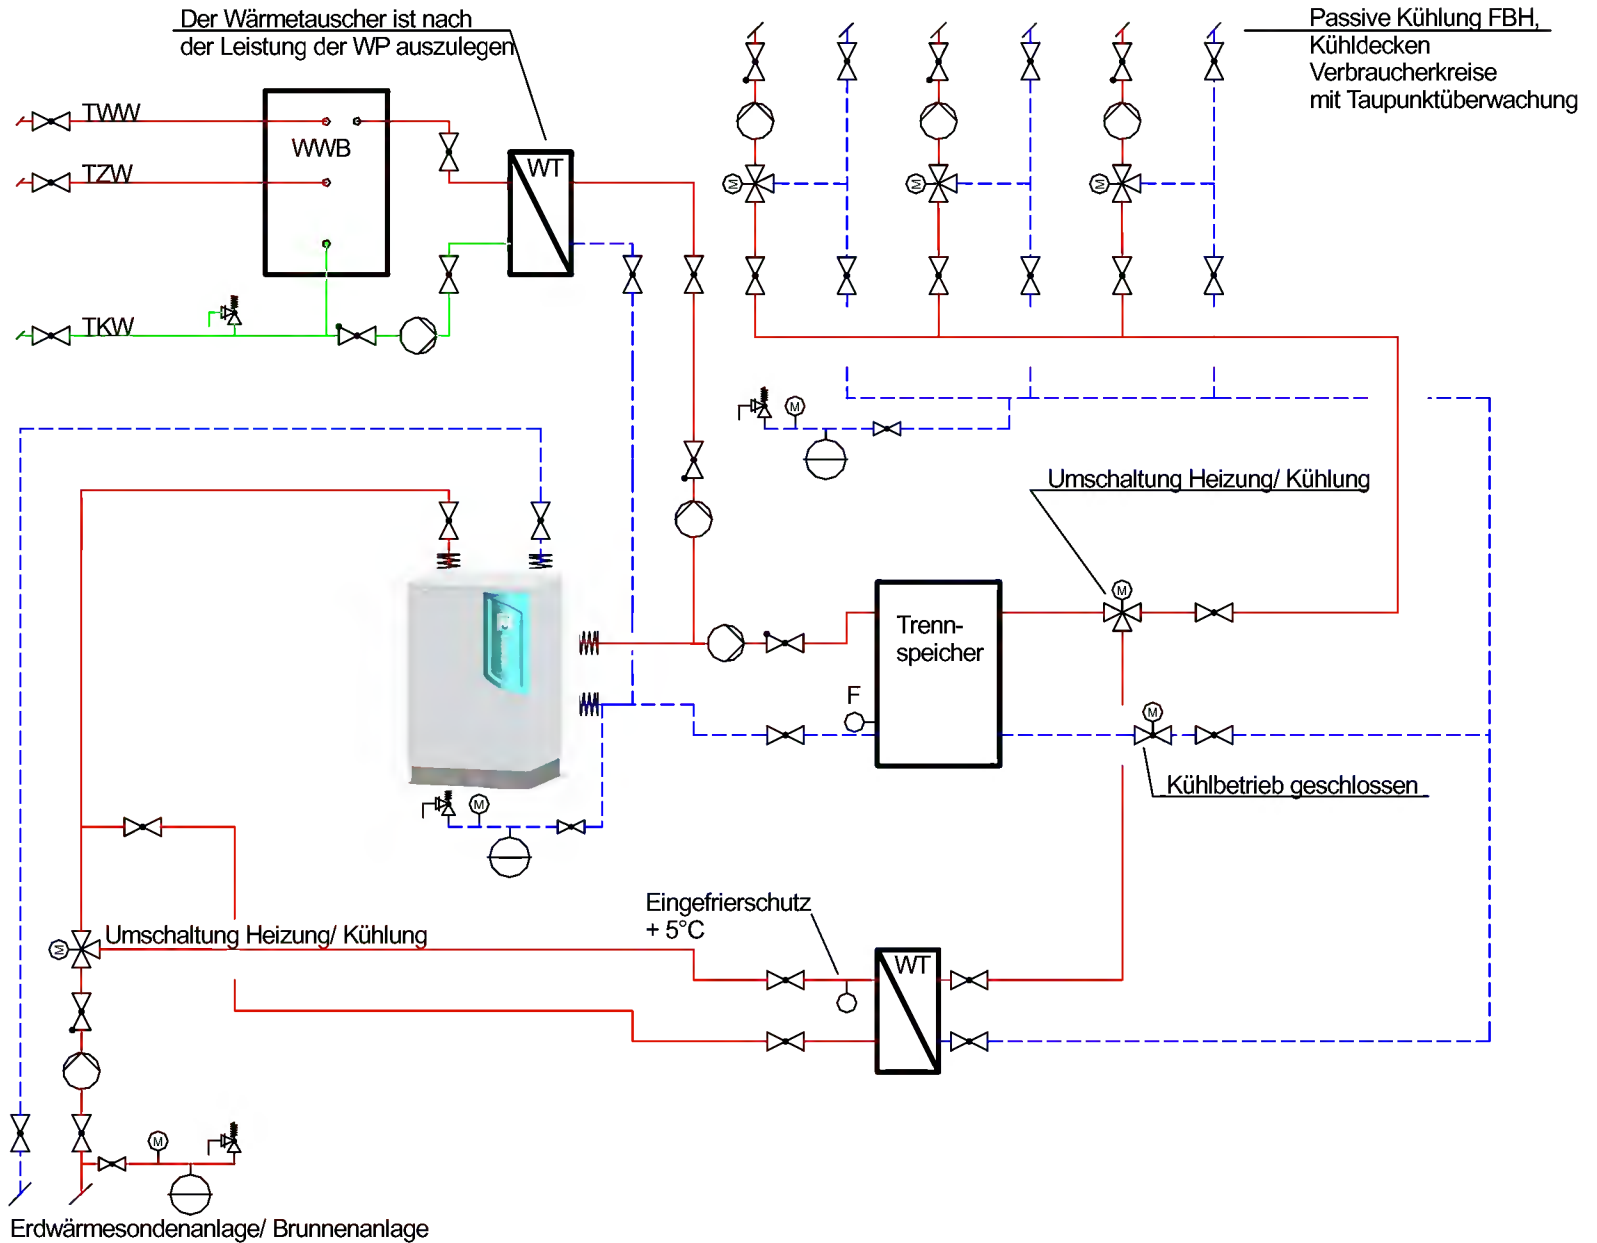 Der Wärmetauscher ist nach
der Leistung der WP auszulegen
Passive Kühlung FBH,
Kühldecken
Verbraucherkreise
mit Taupunktüberwachung
TWW
WWB
TZW
WT
TKW
M
M
M
M
Umschaltung Heizung/ Kühlung
M
Trenn-
speicher
F
M
Kühlbetrieb geschlossen
M
Eingefrierschutz
+ 5°C
Umschaltung Heizung/ Kühlung
M
WT
M
Erdwärmesondenanlage/ Brunnenanlage